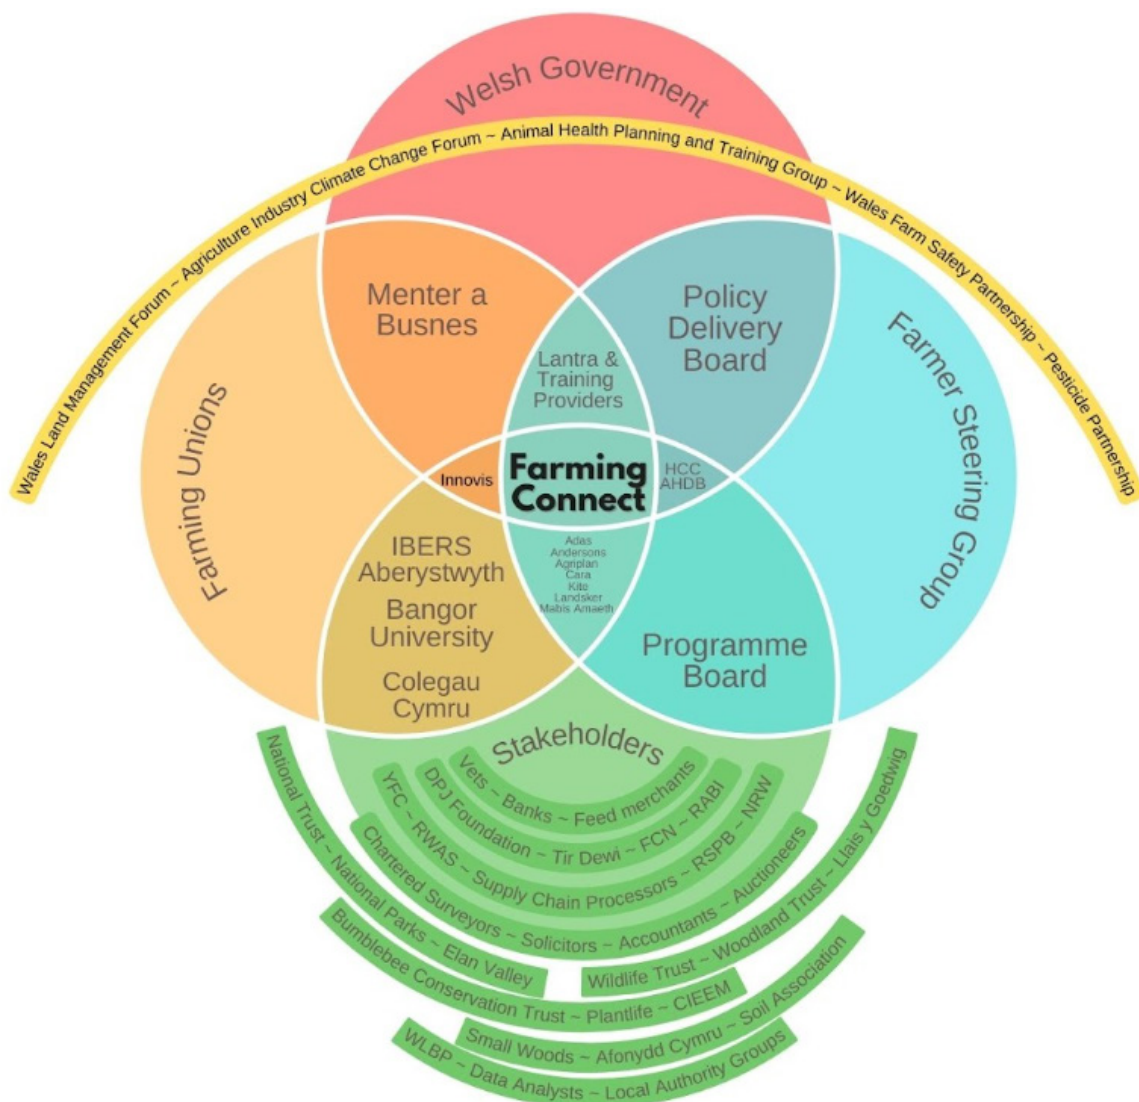 Welsh Government
Wales Land Management Forum ~ Agriculture Industry Climate Change Forum ~ Animal Health Planning and Training Group ~ Wales Farm Safety Partnership ~ Pesticide Partnership
Menter a
Busnes
Policy
Delivery
Board
Lantra &
Training
Providers
Farming Unions
Farmer Steering Group
Innovis
Farming
Connect
HCC
AHDB
IBERS
Aberystwyth
Bangor
University
Colegau
Cymru
Adas
Andersons
Agriplan
Cara
Kite
Landsker
Mabis Amaeth
Programme
Board
Stakeholders
Vets ~ Banks ~ Feed merchants
DPJ Foundation ~ Tir Dewi ~ FCN ~ RABI
YFC ~ RWAS ~ Supply Chain Processors ~ RSPB ~ NRW
Chartered Surveyors ~ Solicitors ~ Accountants ~ Auctioneers
National Trust ~ National Parks ~ Elan Valley
Wildlife Trust ~ Woodland Trust ~ Llais y Goedwig
Bumblebee Conservation Trust ~ Plantlife ~ CIEEM
Small Woods ~ Afonydd Cymru ~ Soil Association
WLBP ~ Data Analysts ~ Local Authority Groups